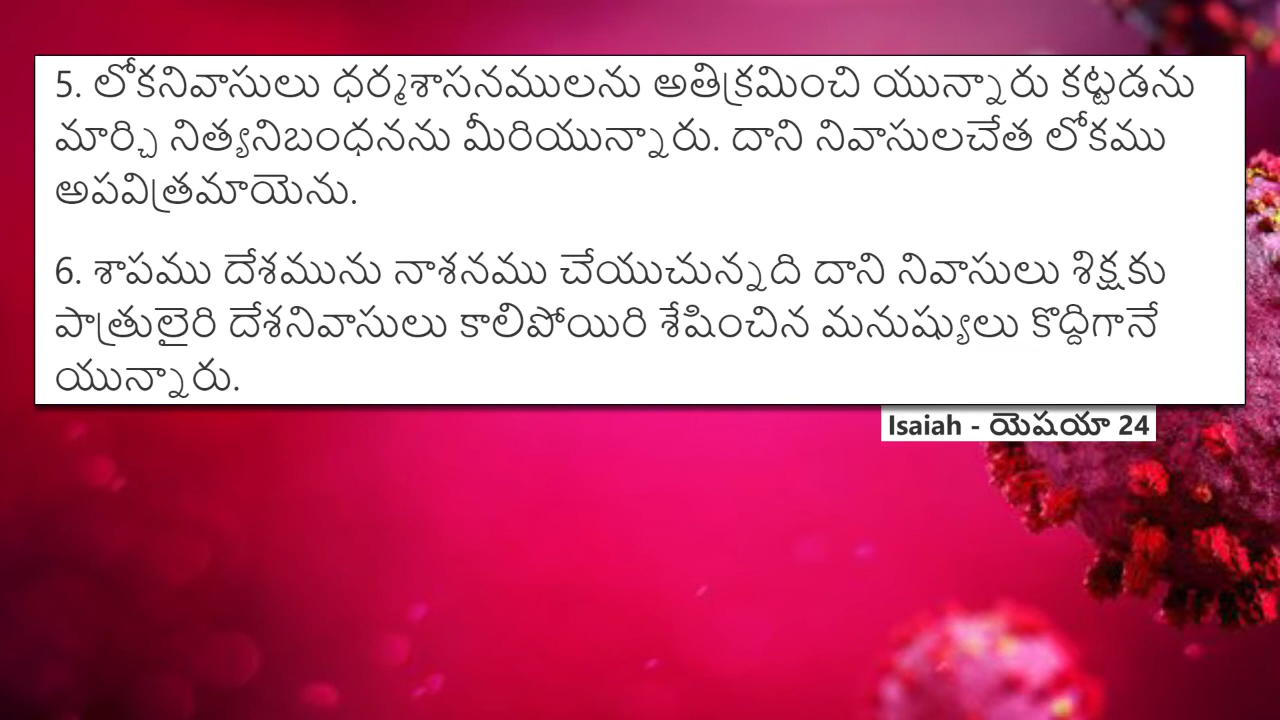 5. లోకనివాసులు ధర్మశాసనములను అతిక్రమించి యున్నారు కట్టడను
మార్చి నిత్యనిబంధనను మీరియున్నారు. దాని నివాసులచేత లోకము
అపవిత్రమాయెను.
6. శాపము దేశమును నాశనము చేయుచున్నది దాని నివాసులు శిక్షకు
పాత్రులైరి దేశనివాసులు కాలిపోయిరి శేషించిన మనుష్యులు కొద్దిగానే
యున్నారు.
Isaiah - యెషయా 24